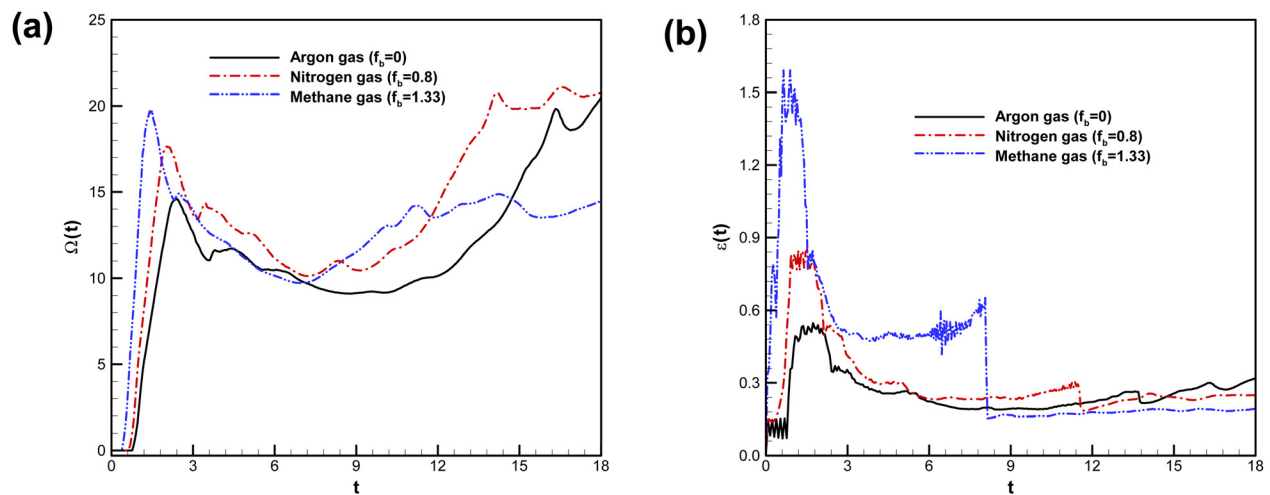 (a)
25
20
15
10
5
0
Ω(t)
0 3 6 9 12 15 18
t
Argon gas (f_b=0)
Nitrogen gas (f_b=0.8)
Methane gas (f_b=1.33)
(b)
1.8
1.5
1.2
0.9
0.6
0.3
0.0
ε(t)
0 3 6 9 12 15 18
t
Argon gas (f_b=0)
Nitrogen gas (f_b=0.8)
Methane gas (f_b=1.33)